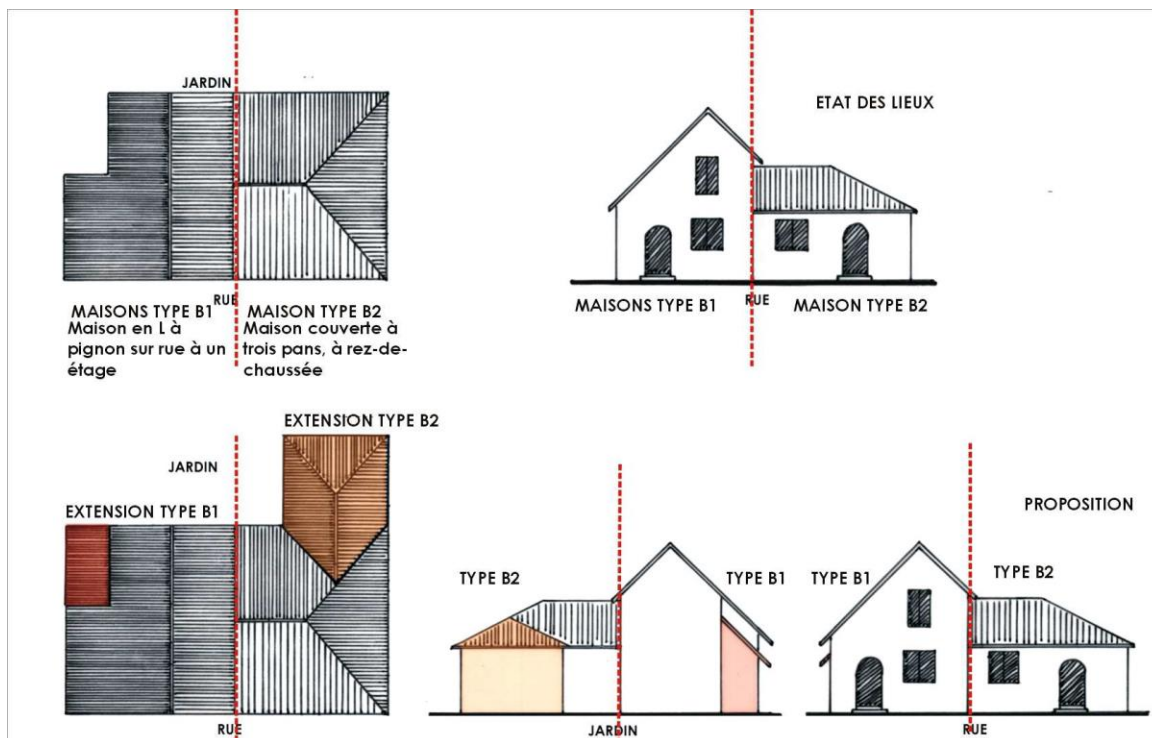 JARDIN
ETAT DES LIEUX
RUE
MAISONS TYPE B1
Maison en L à
pignon sur rue à un
étage
MAISON TYPE B2
Maison couverte à
trois pans, à rez-de-
chaussée
MAISONS TYPE B1
RUE
MAISON TYPE B2
EXTENSION TYPE B2
JARDIN
EXTENSION TYPE B1
PROPOSITION
TYPE B2
TYPE B1
TYPE B1
TYPE B2
RUE
JARDIN
RUE